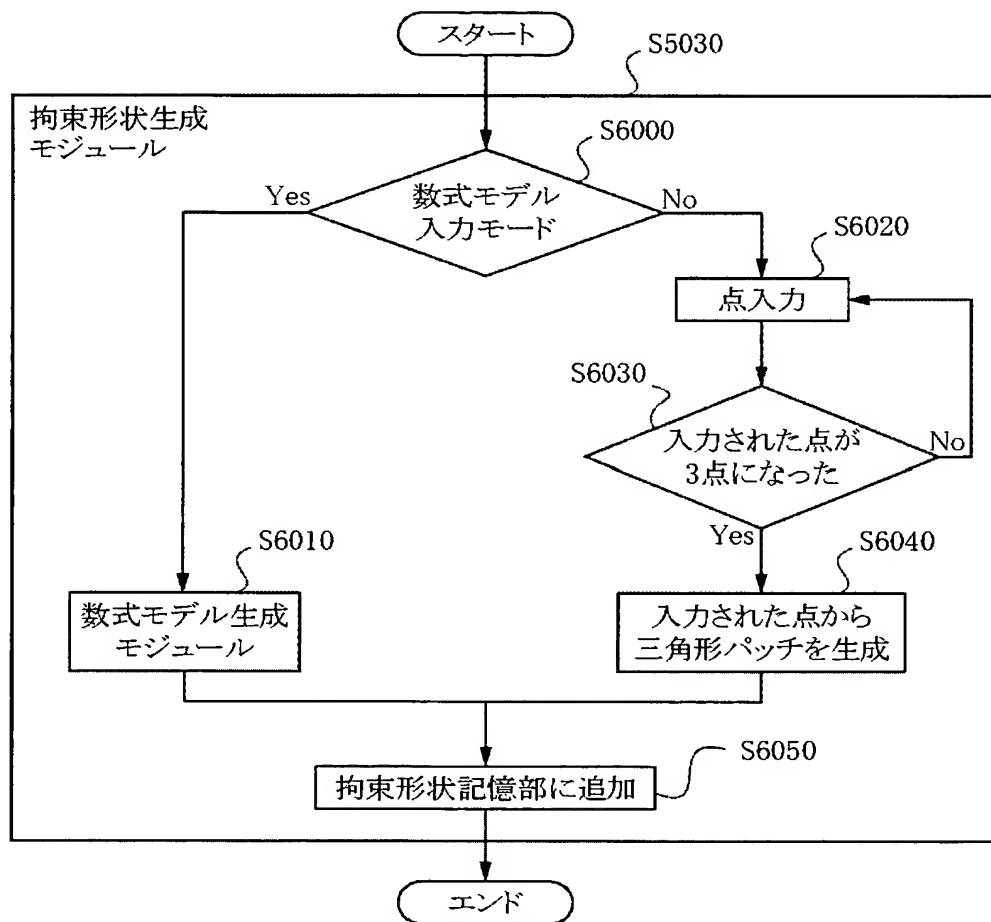 スタート
S5030
拘束形状生成
モジュール
S6000
Yes
数式モデル
入力モード
No
S6020
点入力
S6030
入力された点が
3点になった
No
Yes
S6010
S6040
数式モデル生成
モジュール
入力された点から
三角形パッチを生成
S6050
拘束形状記憶部に追加
エンド